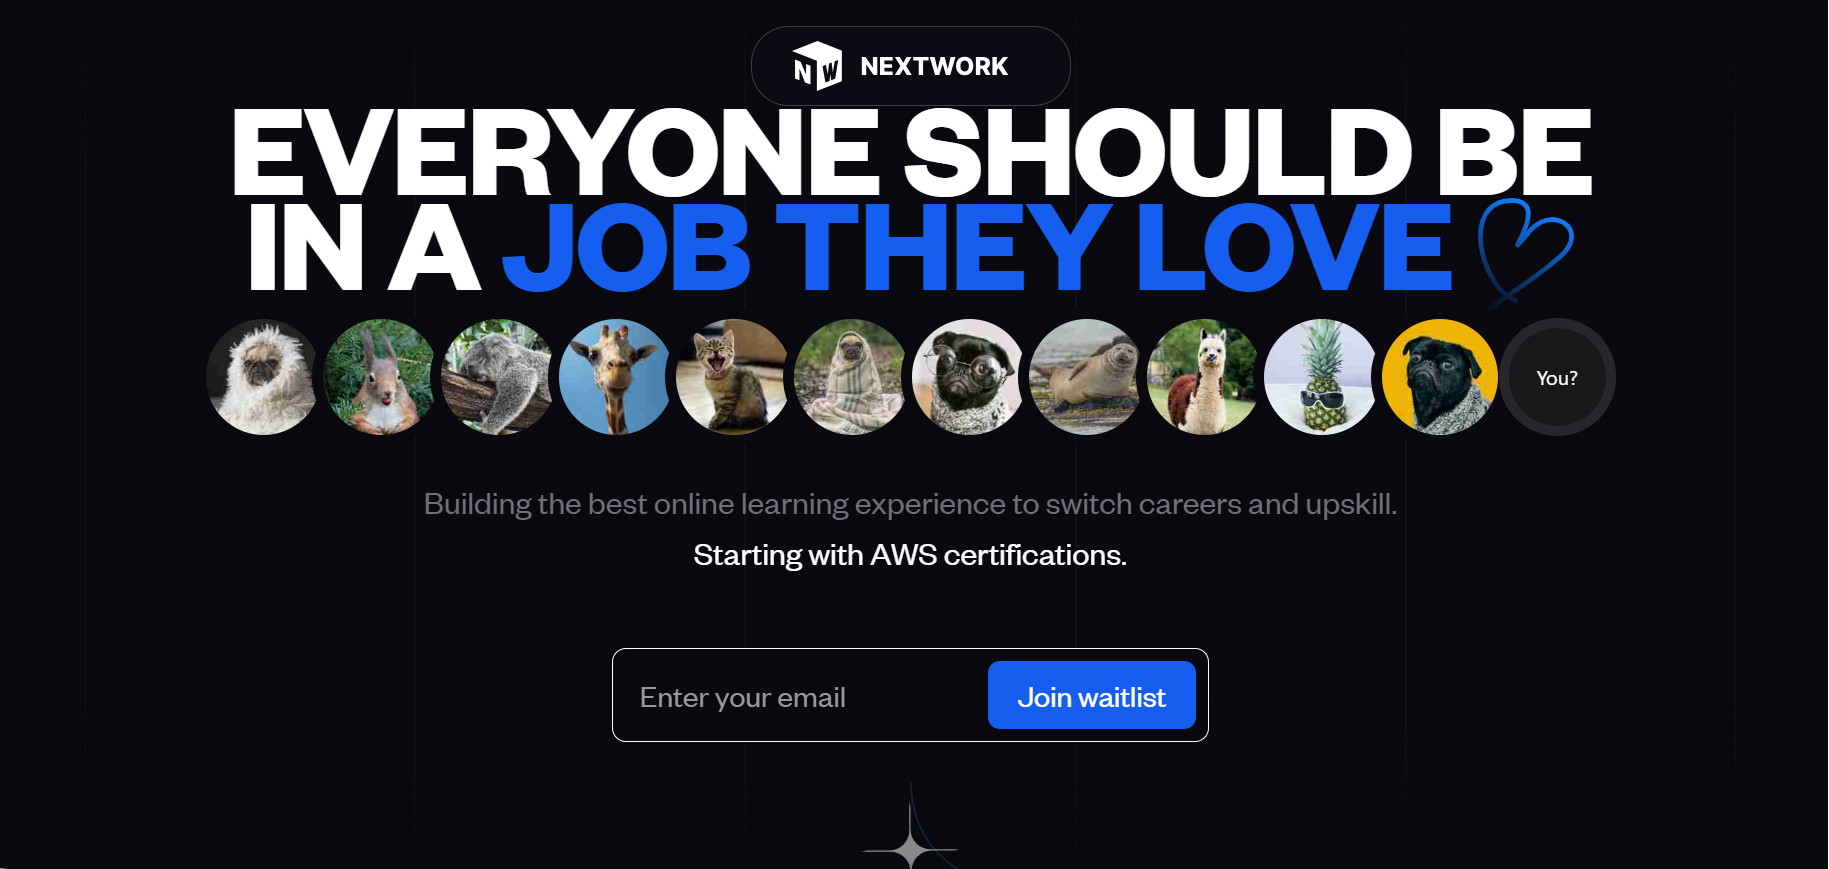 NW NEXTWORK
EVERYONE SHOULD BE
IN A JOB THEY LOVE
You?
Building the best online learning experience to switch careers and upskill.
Starting with AWS certifications.
Enter your email
Join waitlist